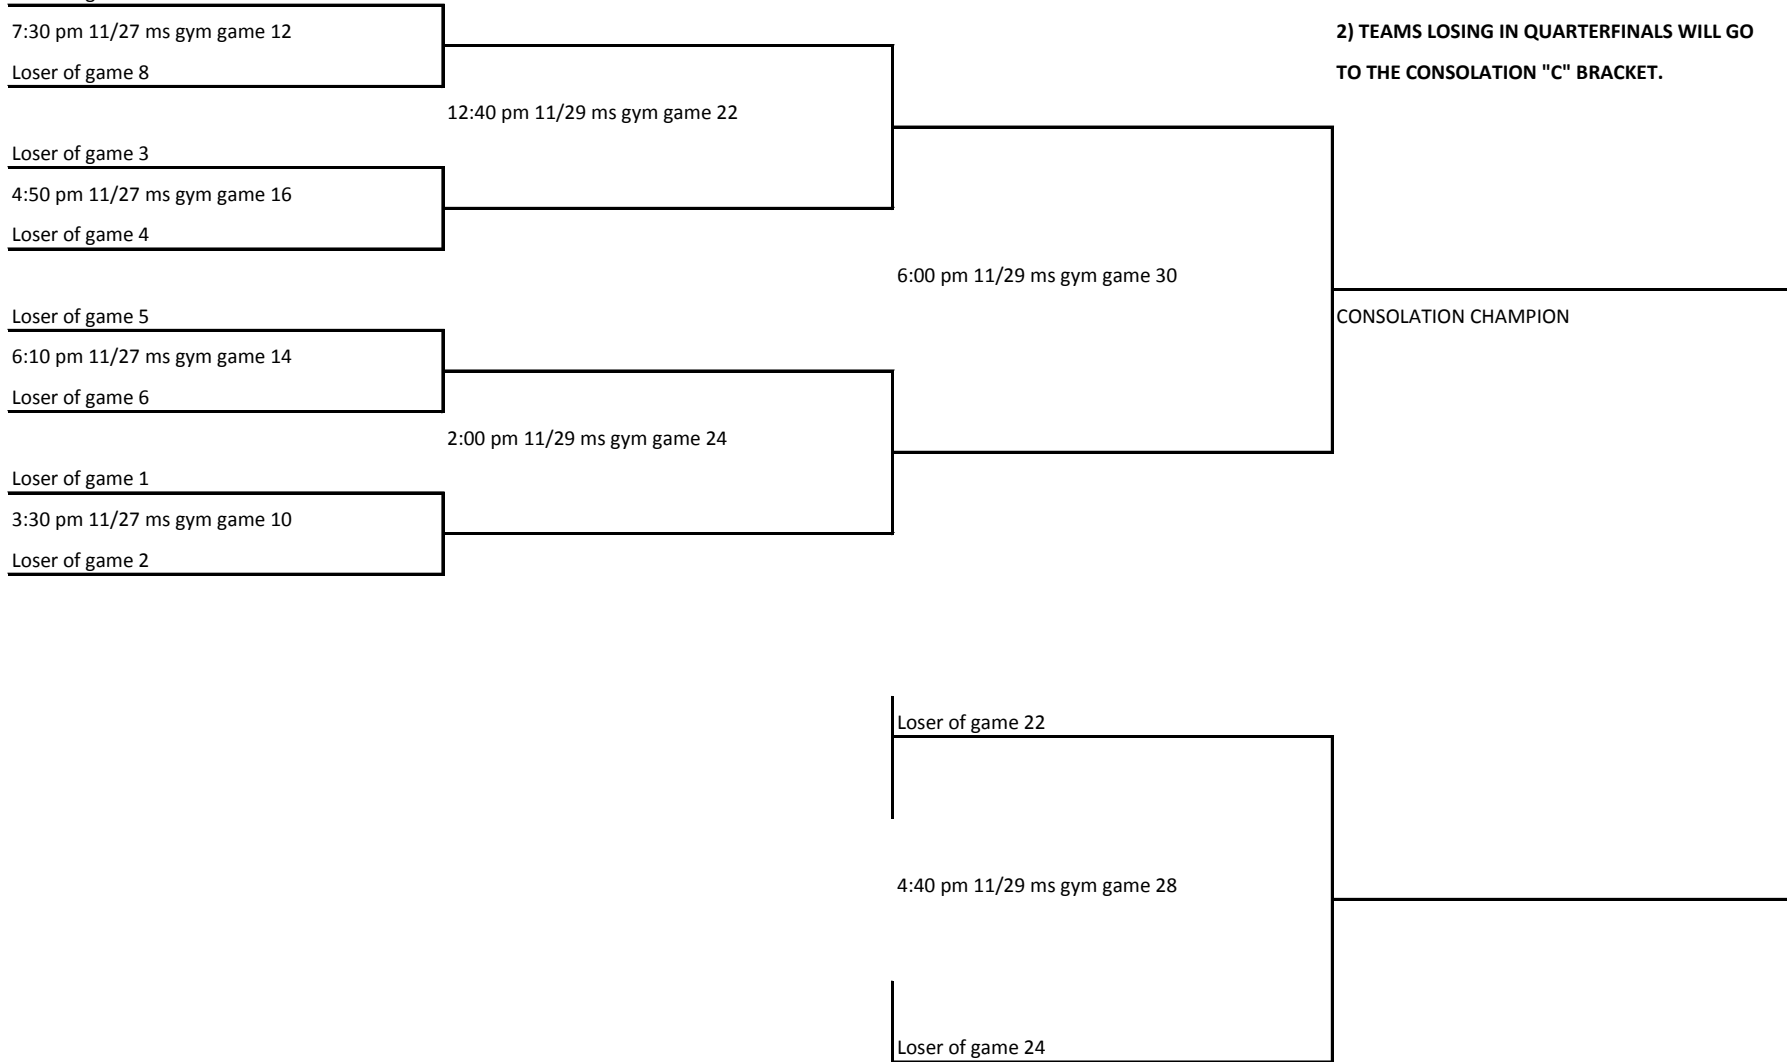 7:30 pm 11/27 ms gym game 12
2) TEAMS LOSING IN QUARTERFINALS WILL GO
Loser of game 8
TO THE CONSOLATION "C" BRACKET.
12:40 pm 11/29 ms gym game 22
Loser of game 3
4:50 pm 11/27 ms gym game 16
Loser of game 4
6:00 pm 11/29 ms gym game 30
Loser of game 5
CONSOLATION CHAMPION
6:10 pm 11/27 ms gym game 14
Loser of game 6
2:00 pm 11/29 ms gym game 24
Loser of game 1
3:30 pm 11/27 ms gym game 10
Loser of game 2
Loser of game 22
4:40 pm 11/29 ms gym game 28
Loser of game 24